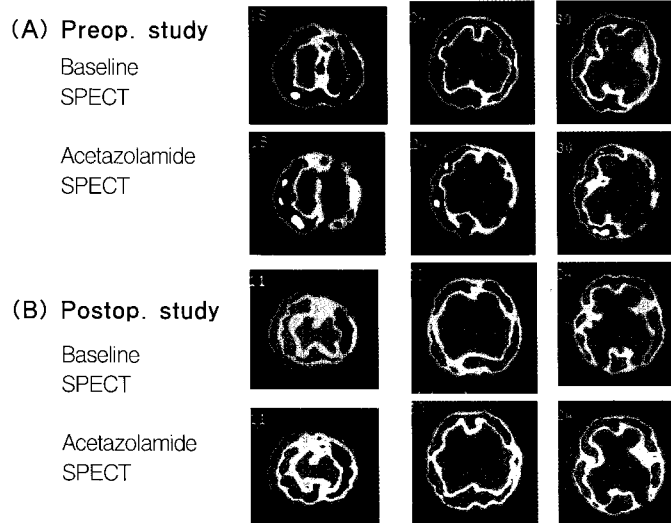 (A) Preop. study
Baseline
SPECT
Acetazolamide
SPECT
(B) Postop. study
Baseline
SPECT
Acetazolamide
SPECT